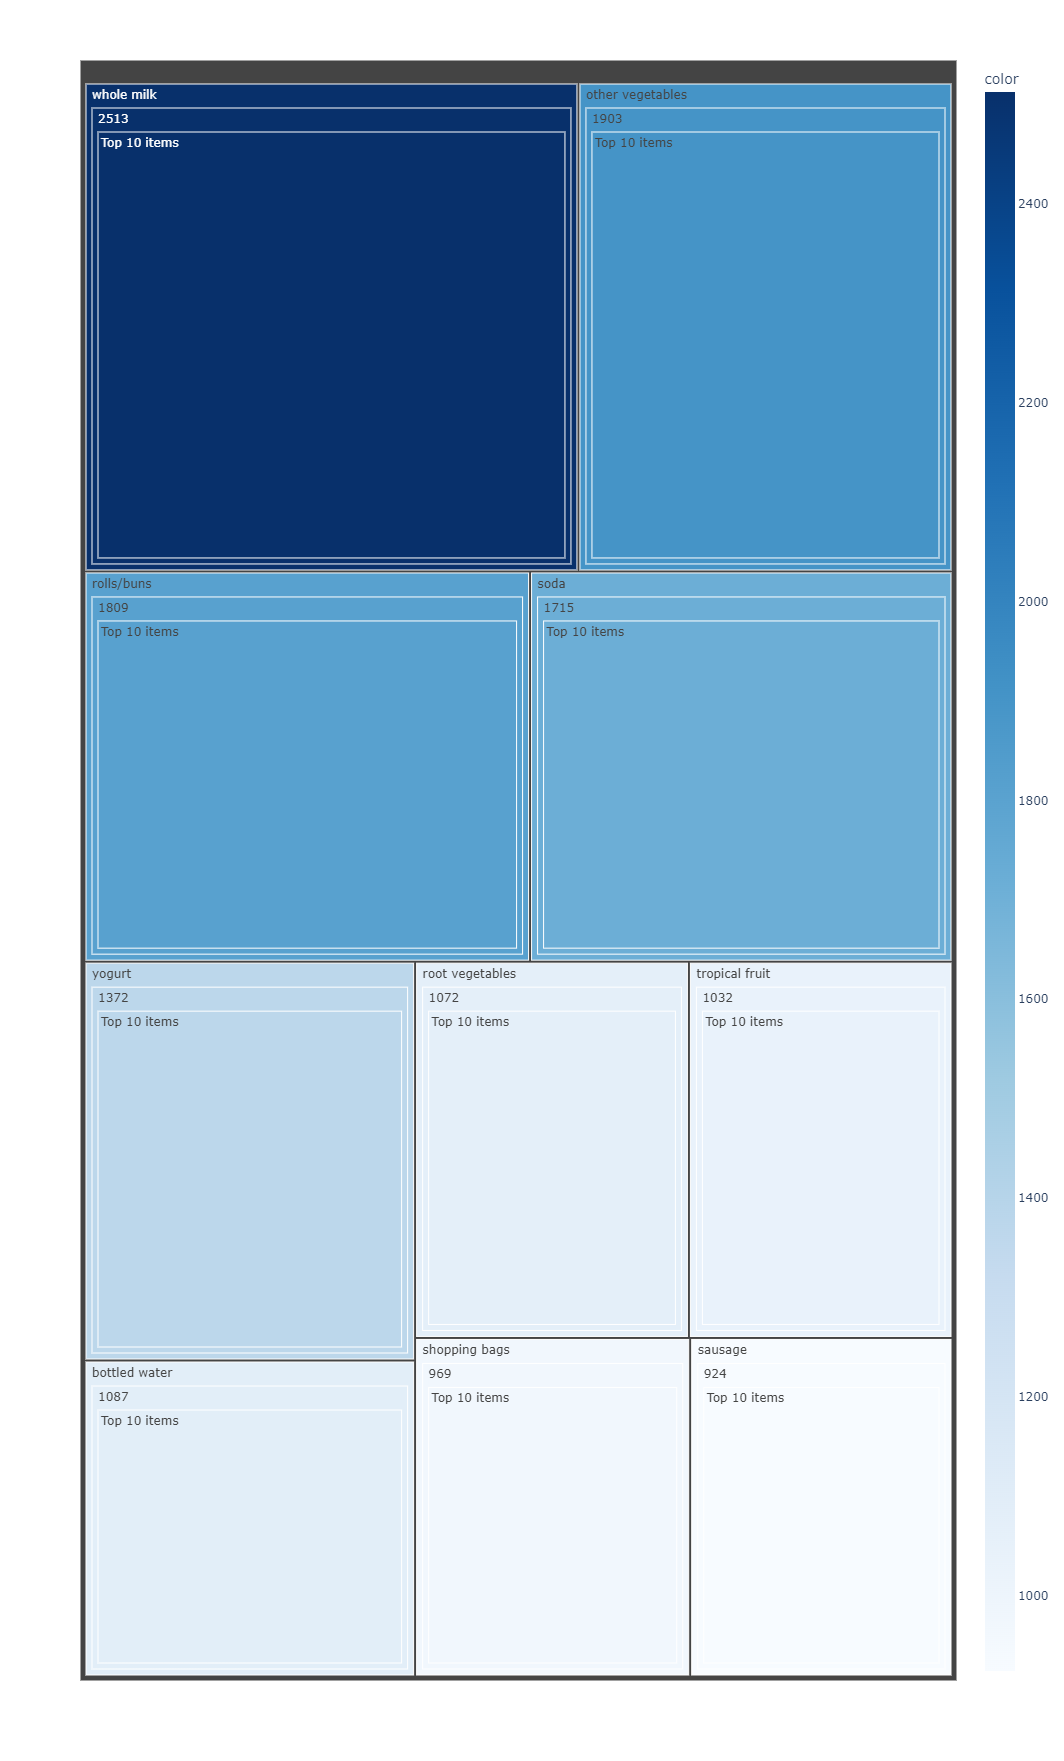 color
whole milk
2513
Top 10 items
other vegetables
1903
Top 10 items
rolls/buns
1809
Top 10 items
soda
1715
Top 10 items
yogurt
1372
Top 10 items
root vegetables
1072
Top 10 items
tropical fruit
1032
Top 10 items
bottled water
1087
Top 10 items
shopping bags
969
Top 10 items
sausage
924
Top 10 items
2400
2200
2000
1800
1600
1400
1200
1000